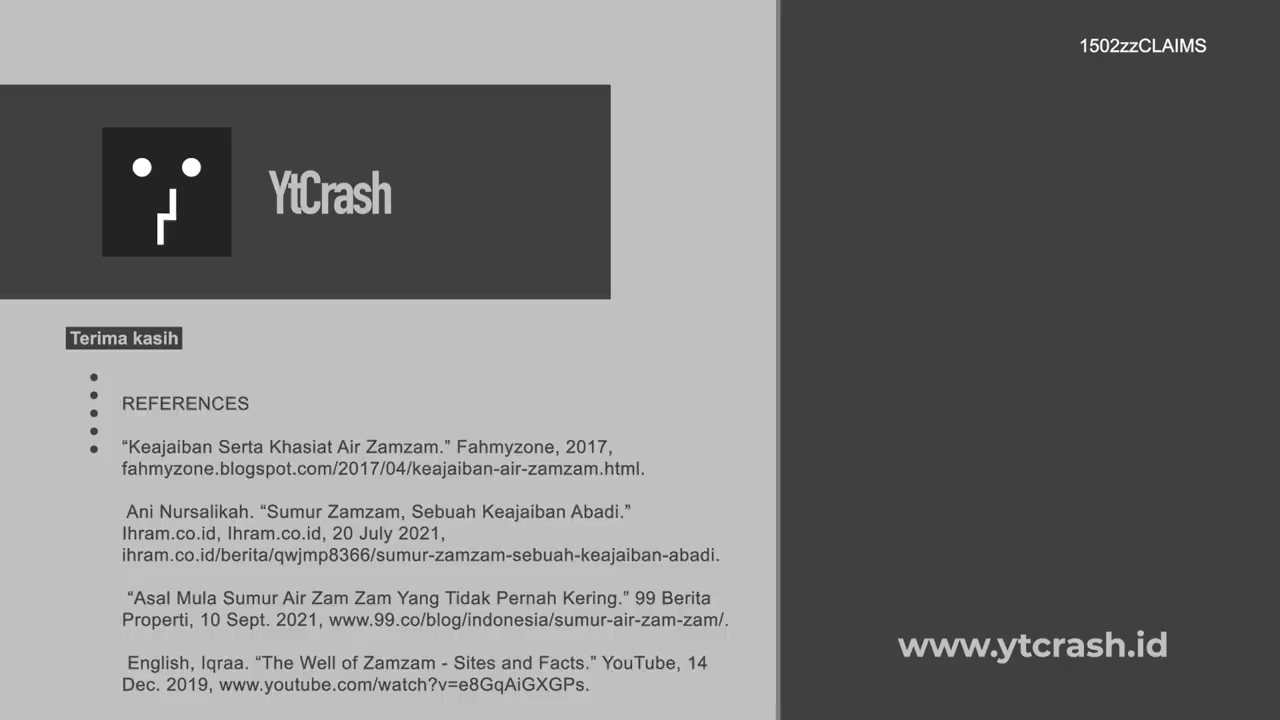 1502zzCLAIMS
YtCrash
Terima kasih
REFERENCES
“Keajaiban Serta Khasiat Air Zamzam.” Fahmyzone, 2017,
fahmyzone.blogspot.com/2017/04/keajaiban-air-zamzam.html.
Ani Nursalikah. “Sumur Zamzam, Sebuah Keajaiban Abadi.”
Ihram.co.id, Ihram.co.id, 20 July 2021,
ihram.co.id/berita/qwjmp8366/sumur-zamzam-sebuah-keajaiban-abadi.
“Asal Mula Sumur Air Zam Zam Yang Tidak Pernah Kering.” 99 Berita
Properti, 10 Sept. 2021, www.99.co/blog/indonesia/sumur-air-zam-zam/.
English, Iqraa. “The Well of Zamzam - Sites and Facts.” YouTube, 14
Dec. 2019, www.youtube.com/watch?v=e8GqAiGXGPs.
www.ytcrash.id